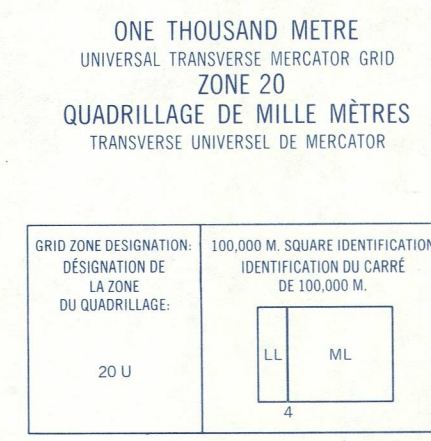 ONE THOUSAND METRE
UNIVERSAL TRANSVERSE MERCATOR GRID
ZONE 20
QUADRILLAGE DE MILLE MÈTRES
TRANSVERSE UNIVERSEL DE MERCATOR
GRID ZONE DESIGNATION:
DÉSIGNATION DE
LA ZONE
DU QUADRILLAGE:
20 U
100,000 M. SQUARE IDENTIFICATION
IDENTIFICATION DU CARRÉ
DE 100,000 M.
LL ML
4